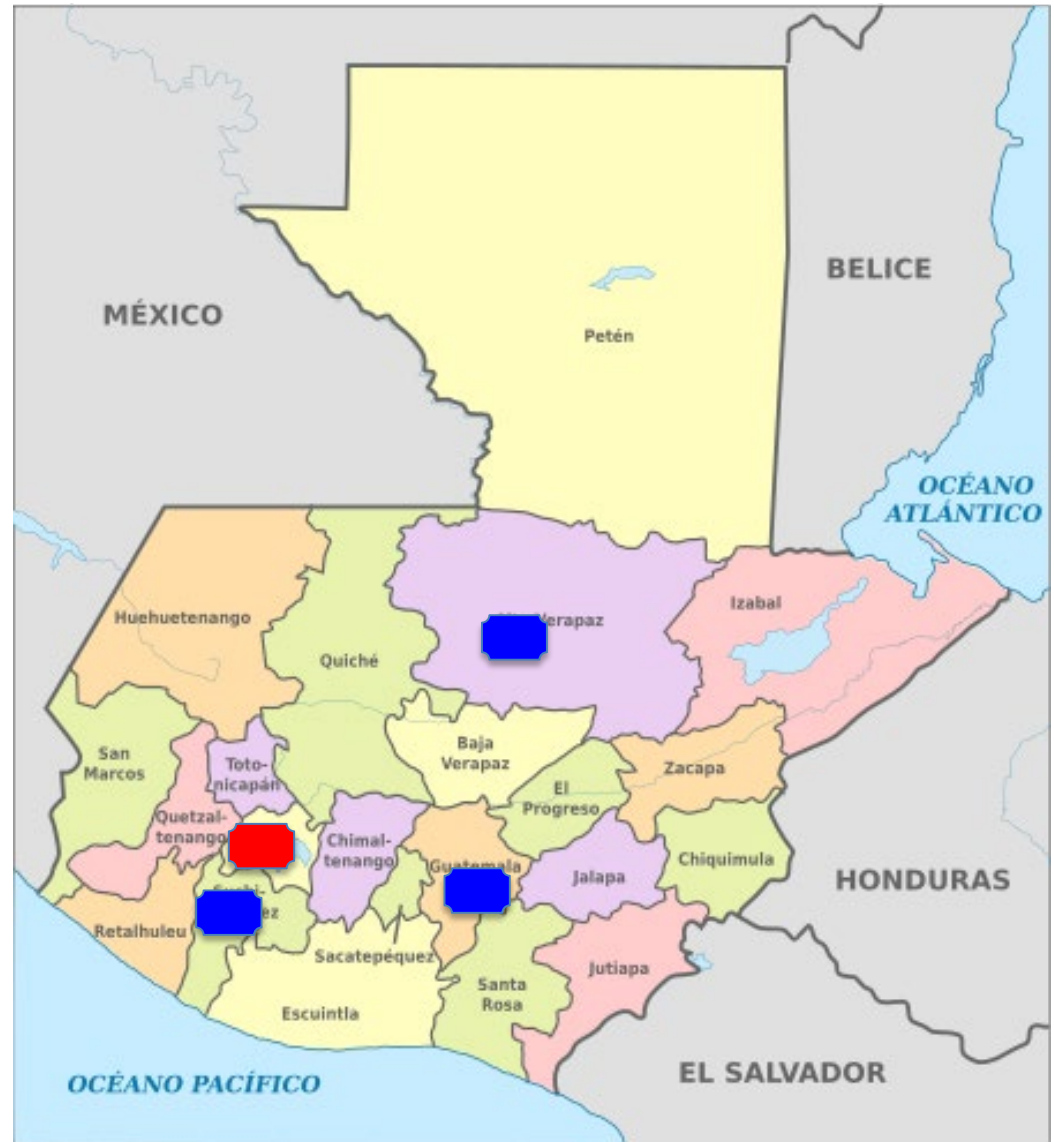 BELICE
MÉXICO
Petén
OCÉANO
ATLÁNTICO
Izabal
Huehuetenango
Verapaz
Quiché
San
Marcos
Baja
Verapaz
Toto-
nicapán
Zacapa
El
Progreso
Quetzal-
tenango
Chimal-
tenango
Guatemala
Chiquimula
Jalapa
HONDURAS
Retalhuleu
Sacatepéquez
Jutiapa
Santa
Rosa
Escuintla
EL SALVADOR
OCÉANO PACÍFICO